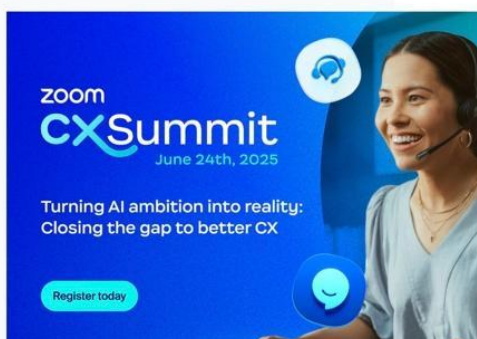 zoom
CXSummit
June 24th, 2025
Turning AI ambition into reality:
Closing the gap to better CX
Register today